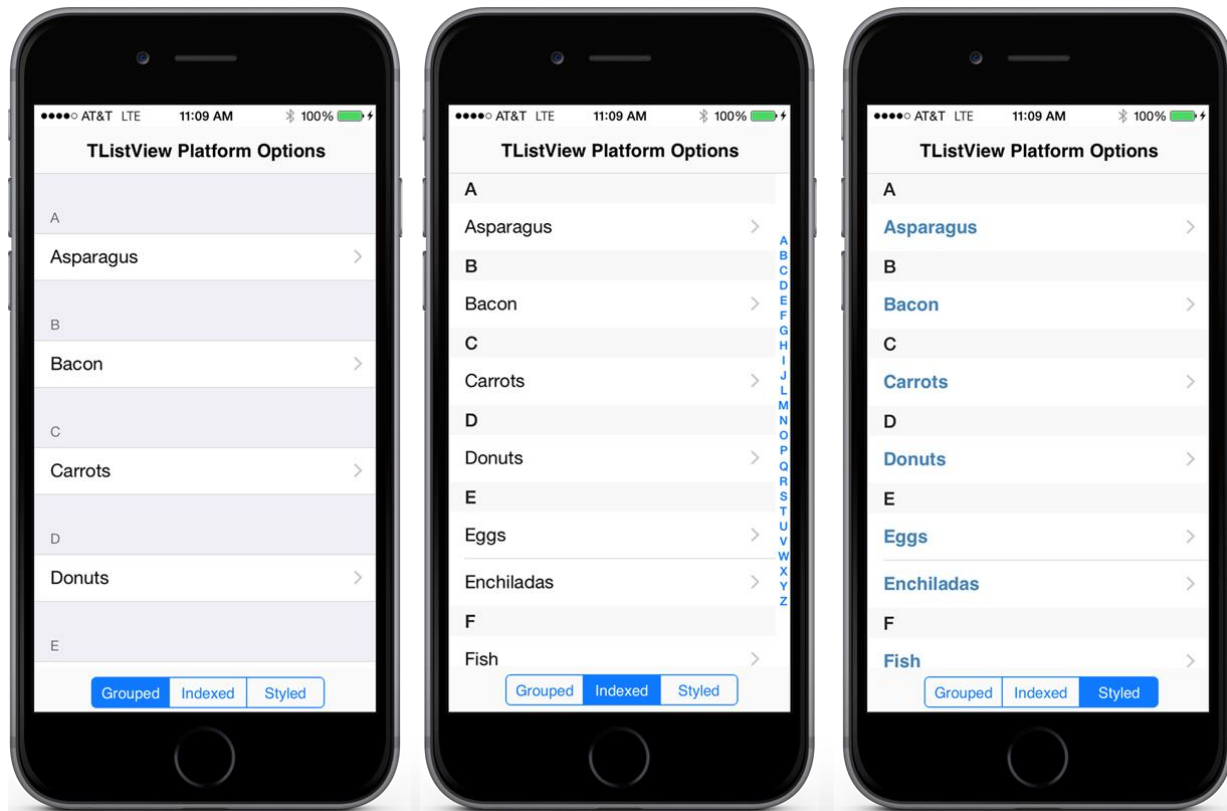 ●●●●○ AT&T LTE 11:09 AM 100%
TListView Platform Options
A
Asparagus
B
Bacon
C
Carrots
D
Donuts
E
Grouped Indexed Styled
●●●●○ AT&T LTE 11:09 AM 100%
TListView Platform Options
A
Asparagus
B
Bacon
C
Carrots
D
Donuts
E
Eggs
Enchiladas
F
Fish
A
B
C
D
E
F
G
H
I
J
L
M
N
O
P
Q
R
S
T
U
V
W
X
Y
Z
Grouped Indexed Styled
●●●●○ AT&T LTE 11:09 AM 100%
TListView Platform Options
A
Asparagus
B
Bacon
C
Carrots
D
Donuts
E
Eggs
Enchiladas
F
Fish
Grouped Indexed Styled